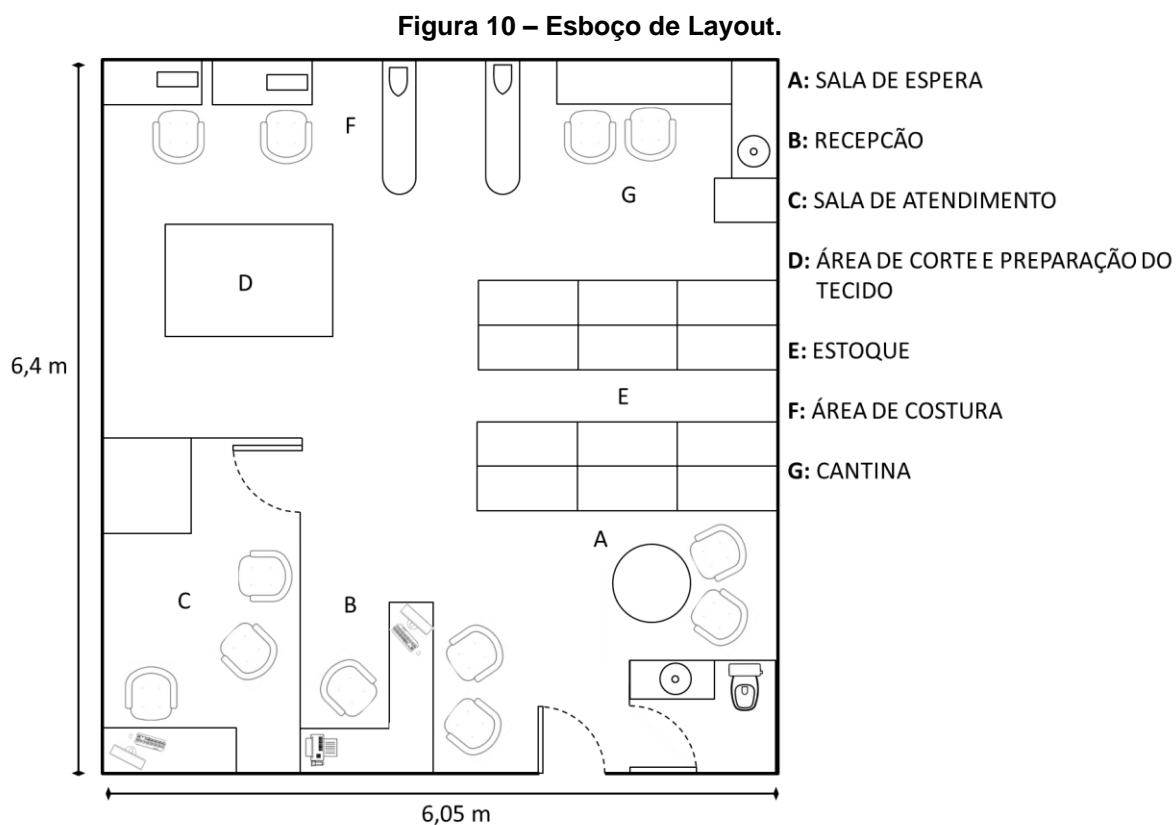 Figura 10 – Esboço de Layout.
A: SALA DE ESPERA
B: RECEPCÃO
C: SALA DE ATENDIMENTO
D: ÁREA DE CORTE E PREPARAÇÃO DO
TECIDO
E: ESTOQUE
F: ÁREA DE COSTURA
G: CANTINA
F
G
D
6,4 m
E
A
C
B
6,05 m